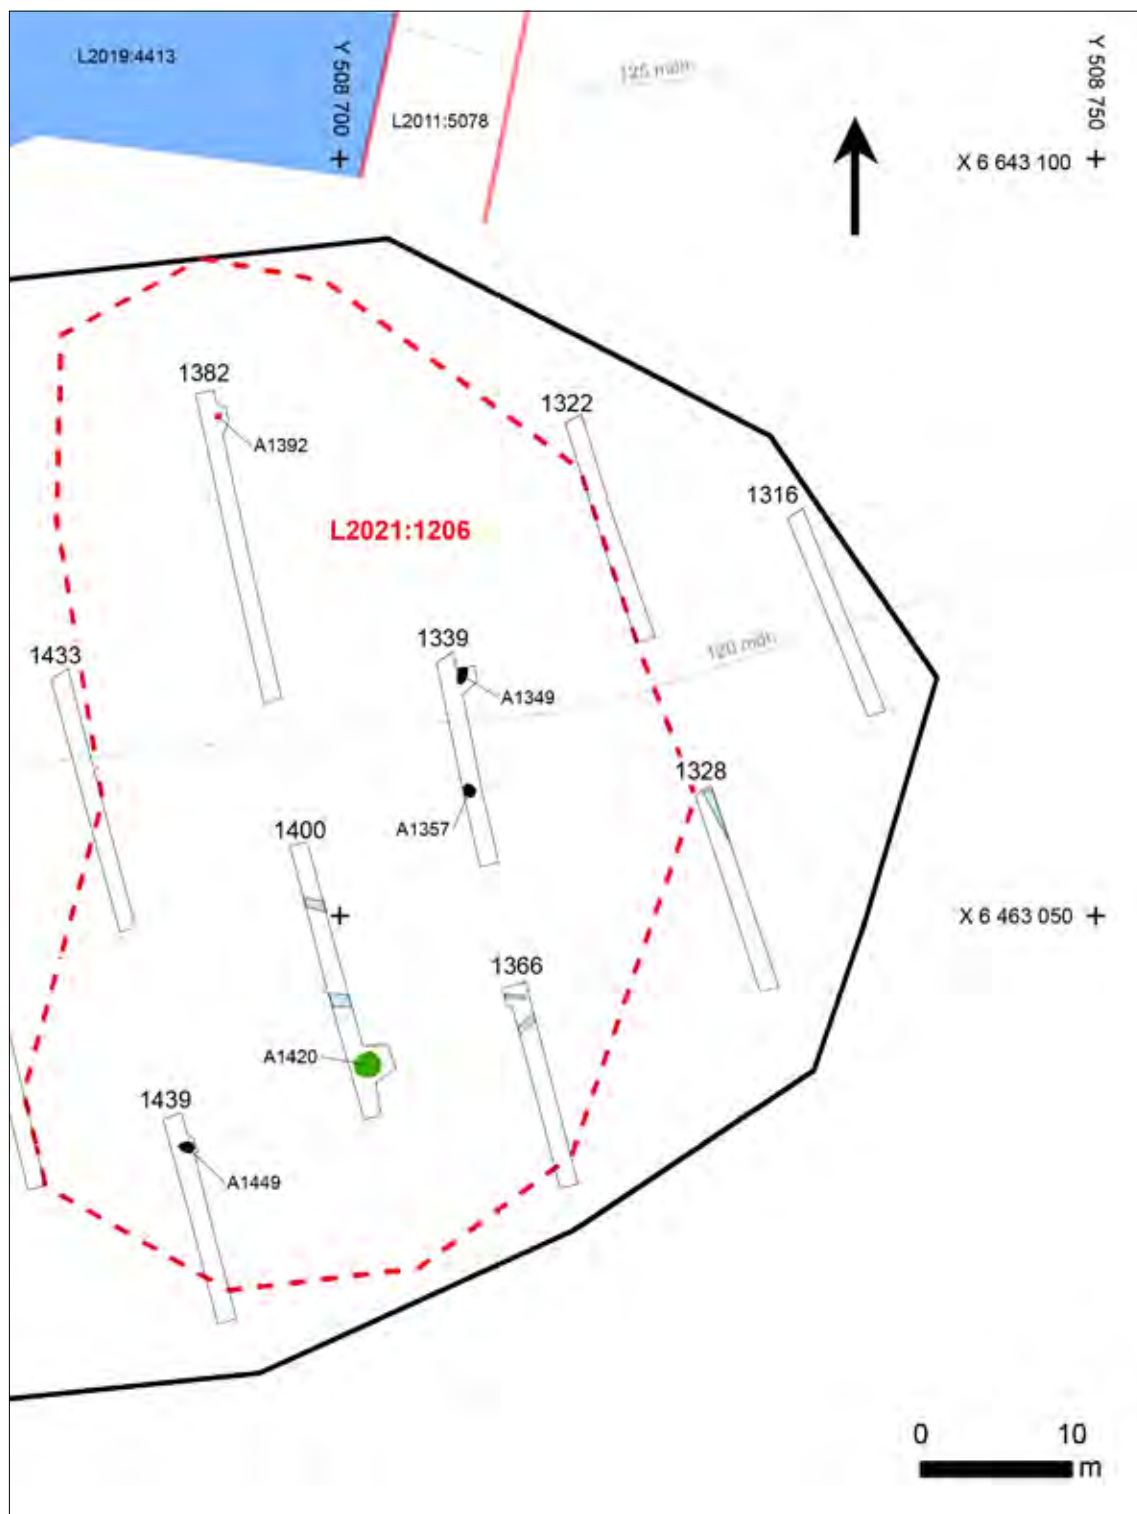 L2019:4413
Y 508 700
L2011:5078
125 möh
Y 508 750
X 6 643 100
1382
A1392
1322
L2021:1206
1316
1433
1339
A1349
120 möh
1328
A1357
1400
X 6 463 050
1366
A1420
1439
A1449
0 10
m